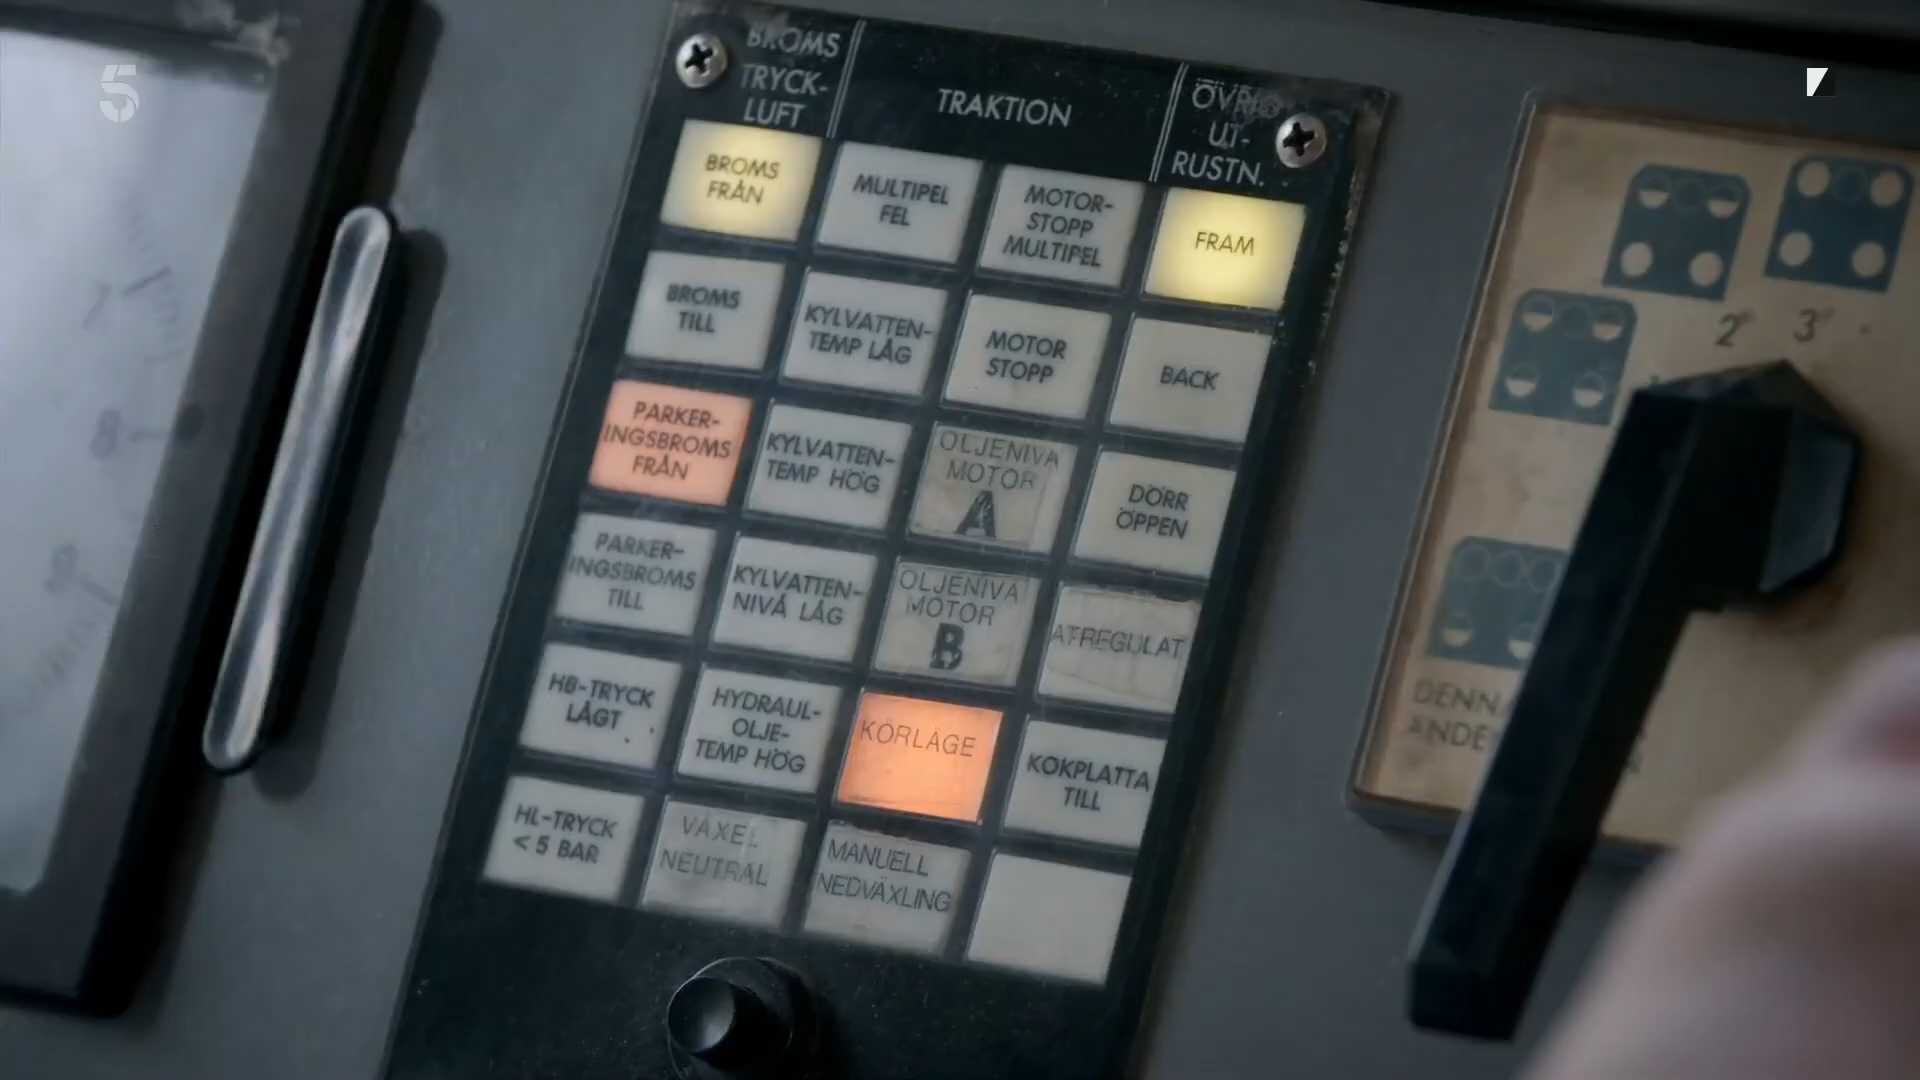 5
BROMS
TRYCK-
LUFT
TRAKTION
ÖVRIG
UT-
RUSTN.
BROMS
FRÅN
MULTIPEL
FEL
MOTOR-
STOPP
MULTIPEL
FRAM
BROMS
TILL
KYLVATTEN-
TEMP LÅG
MOTOR
STOPP
BACK
PARKER-
INGSBROMS
FRÅN
KYLVATTEN-
TEMP HÖG
OLJENIVÅ
MOTOR
A
DÖRR
ÖPPEN
PARKER-
INGSBROMS
TILL
KYLVATTEN-
NIVÅ LÅG
OLJENIVÅ
MOTOR
B
ATREGULAT
HB-TRYCK
LÅGT
HYDRAUL-
OLJE-
TEMP HÖG
KÖRLÄGE
KOKPLATTA
TILL
HL-TRYCK
< 5 BAR
VÄXEL
NEUTRAL
MANUELL
NEDVÄXLING
2
3
DENNA